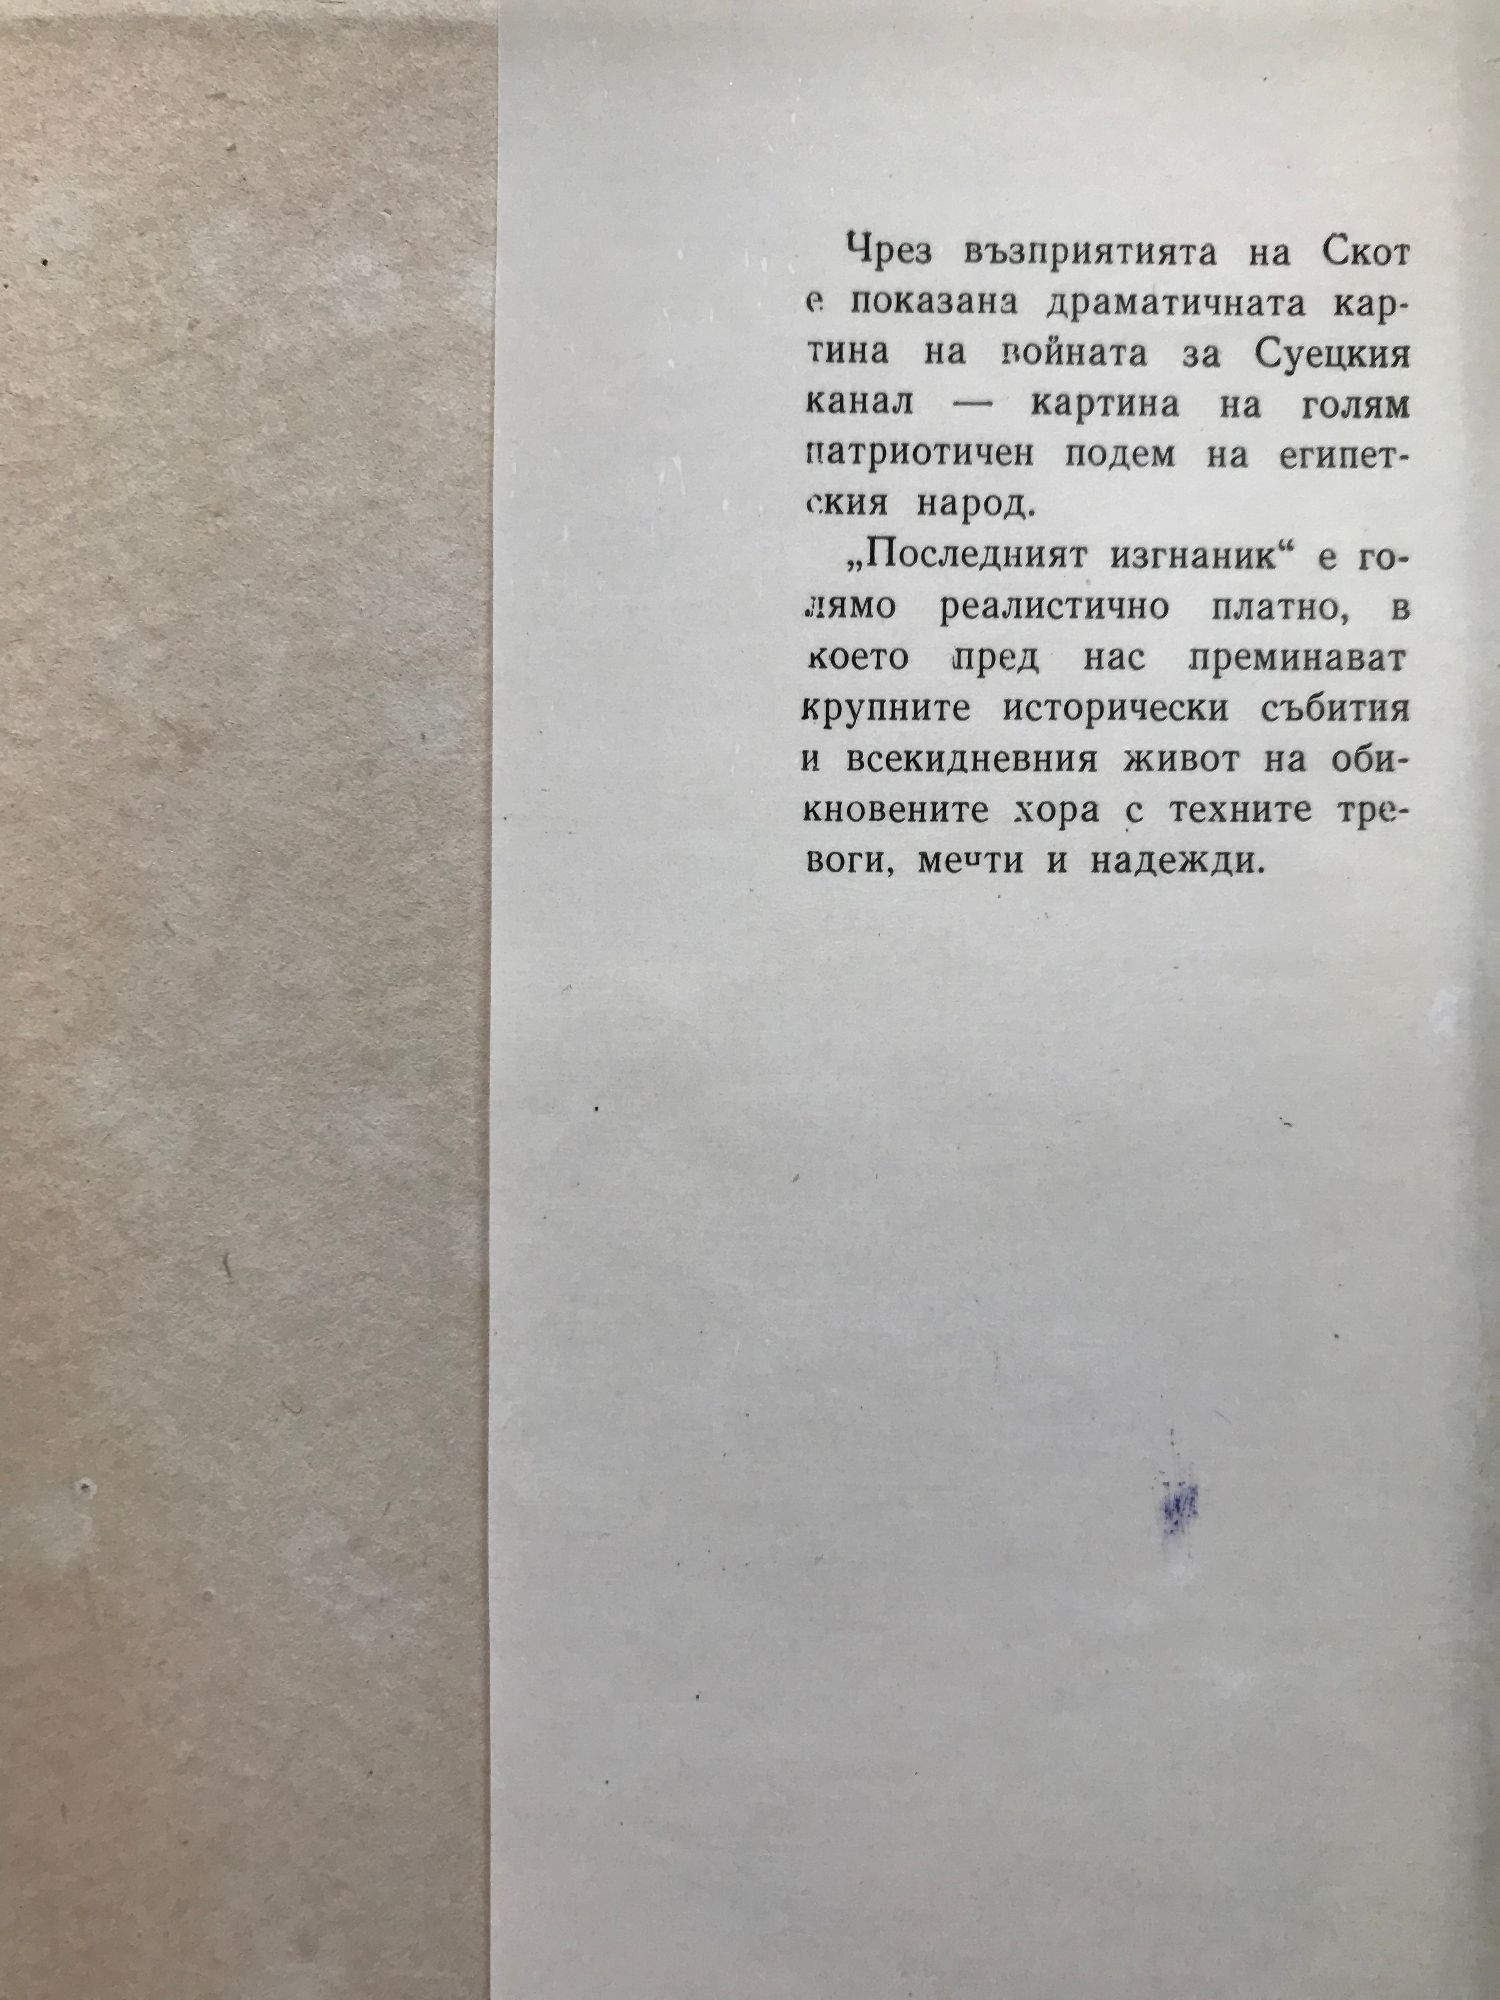 Чрез възприятията на Скот
е показана драматичната кар-
тина на войната за Суецкия
канал — картина на голям
патриотичен подем на египет-
ския народ.
„Последният изгнаник“ е го-
лямо реалистично платно, в
което пред нас преминават
крупните исторически събития
и всекидневния живот на оби-
кновените хора с техните тре-
воги, мечти и надежди.